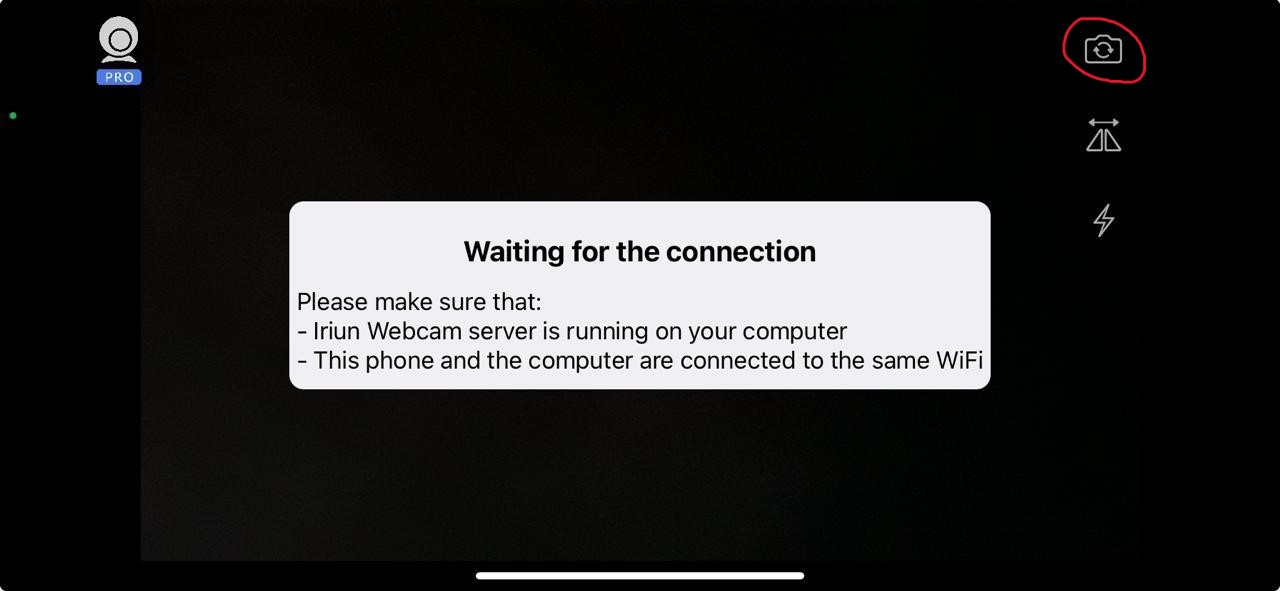 PRO
Waiting for the connection
Please make sure that:
- Iriun Webcam server is running on your computer
- This phone and the computer are connected to the same WiFi